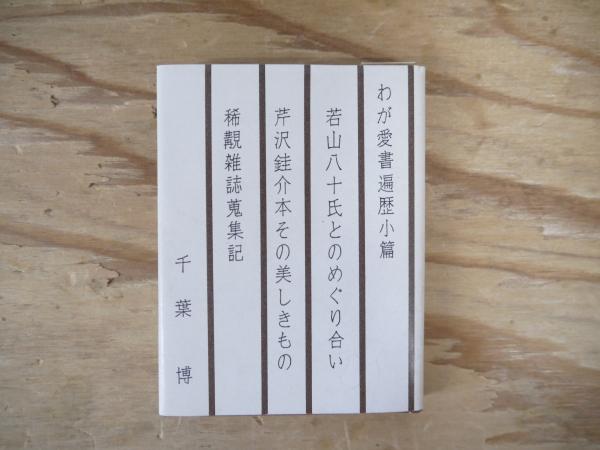 わが愛書遍歴小篇
若山八十氏とのめぐり合い
芹沢銈介本その美しきもの
稀覯雑誌蒐集記
千葉博